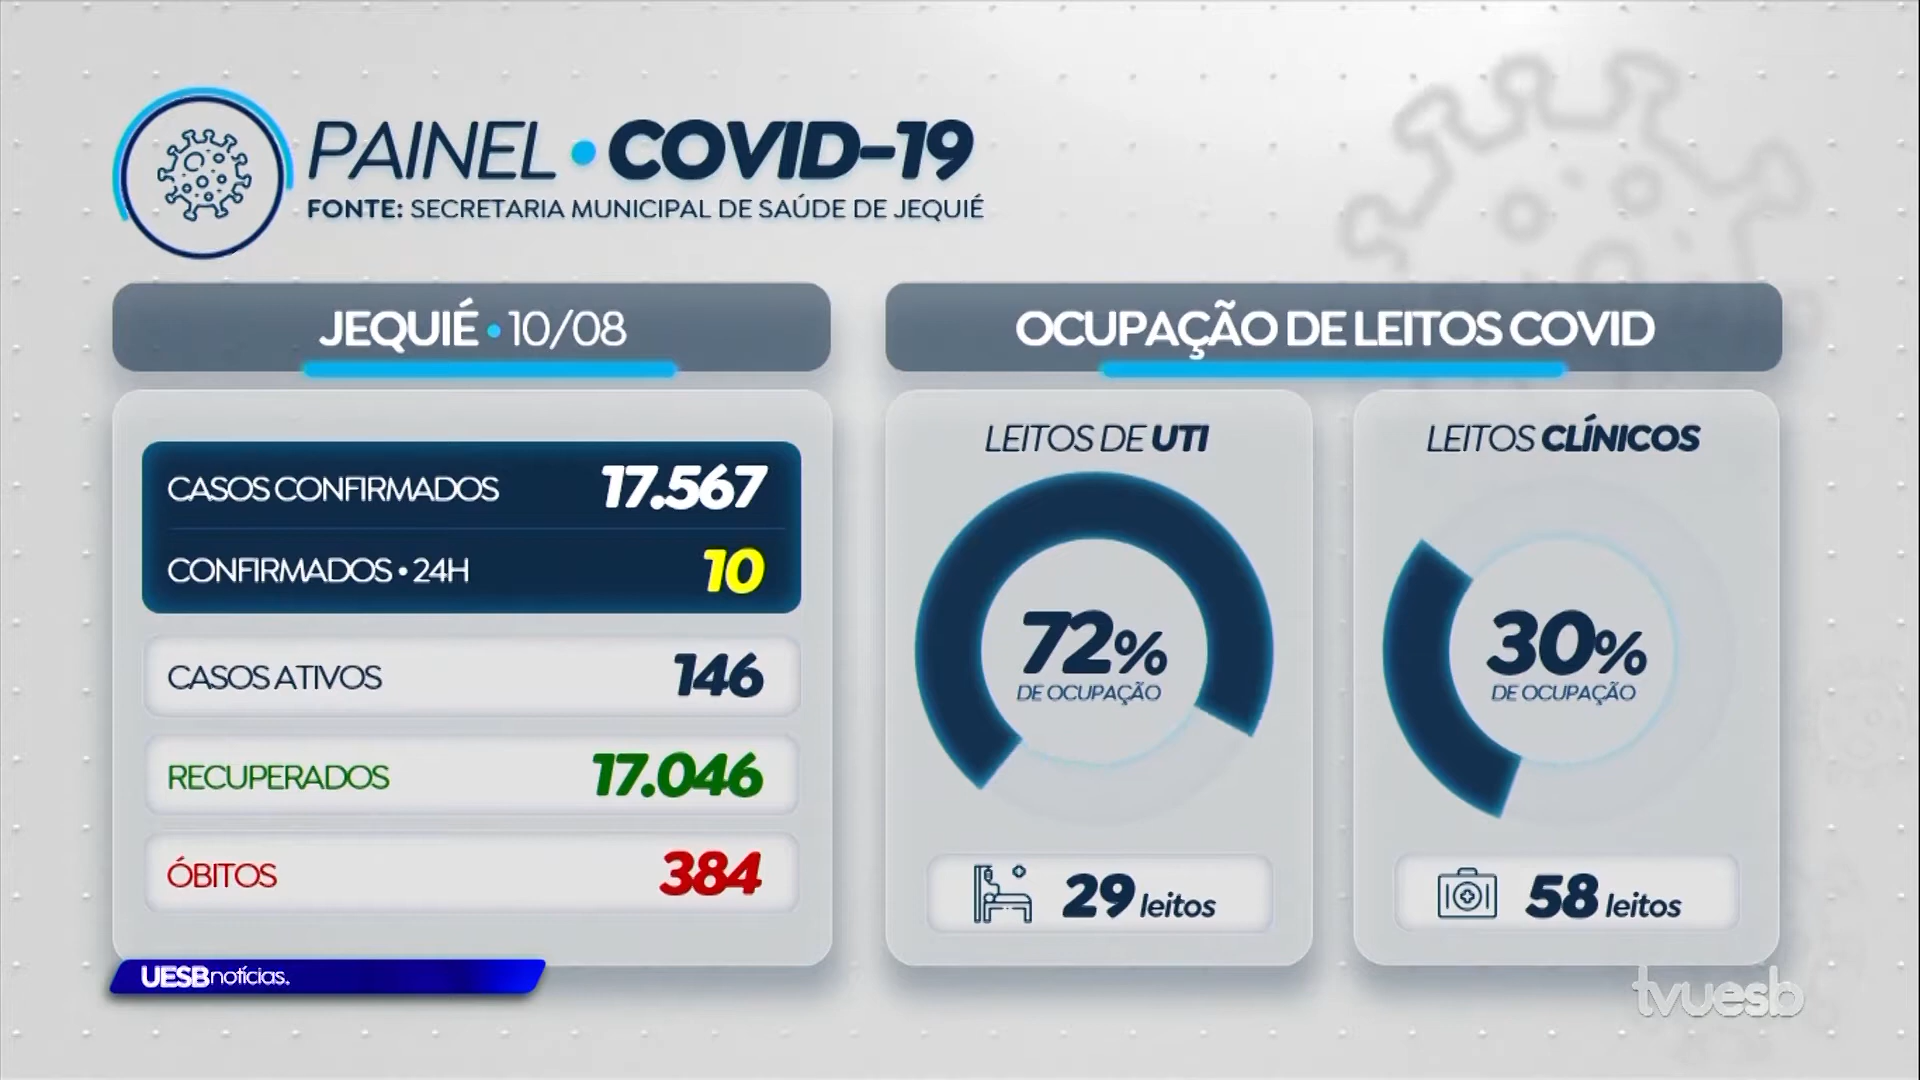 PAINEL • COVID-19
FONTE: SECRETARIA MUNICIPAL DE SAÚDE DE JEQUIÉ
JEQUIÉ • 10/08
CASOS CONFIRMADOS 17.567
CONFIRMADOS • 24H 10
CASOS ATIVOS 146
RECUPERADOS 17.046
ÓBITOS 384
OCUPAÇÃO DE LEITOS COVID
LEITOS DE UTI
72%
DE OCUPAÇÃO
29 leitos
LEITOS CLÍNICOS
30%
DE OCUPAÇÃO
58 leitos
UESBnotícias.
tvuesb